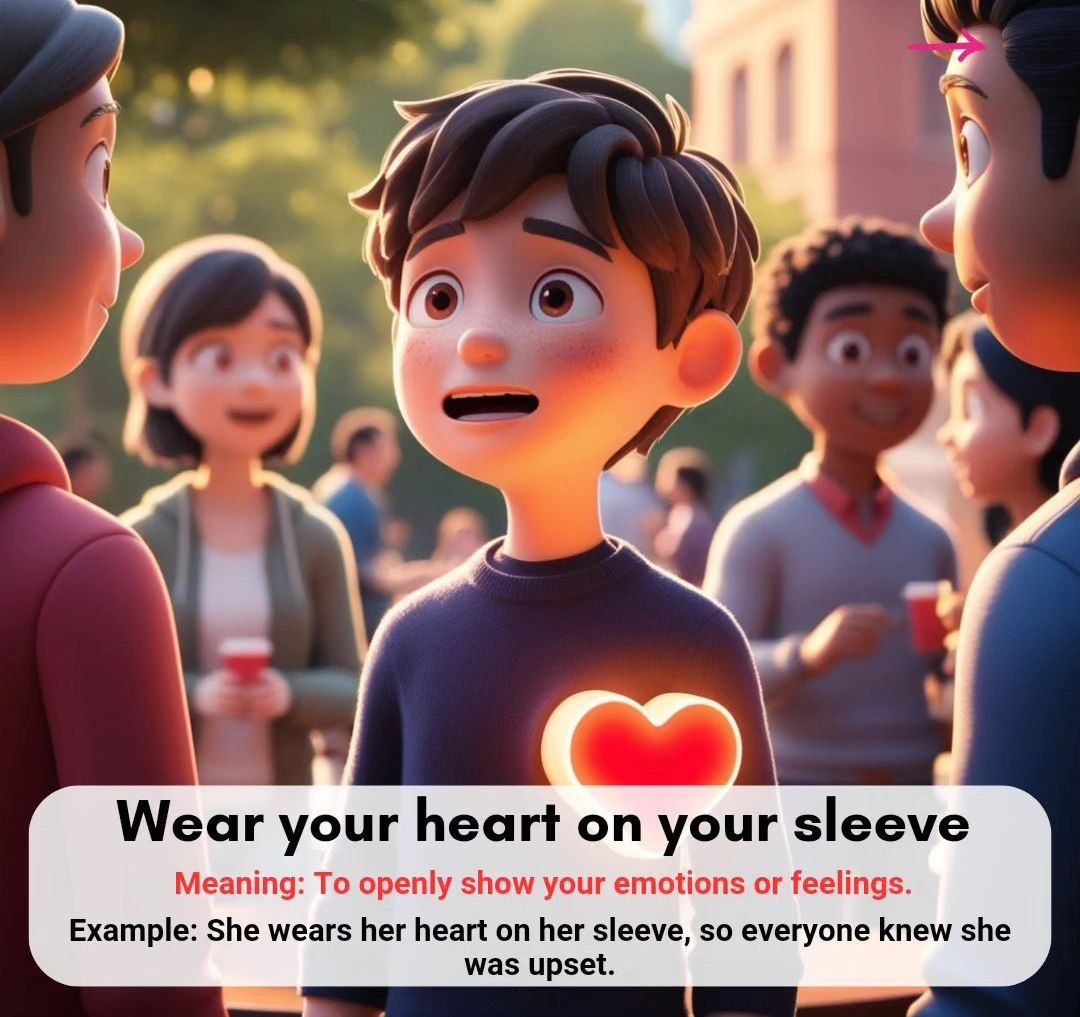 Wear your heart on your sleeve
Meaning: To openly show your emotions or feelings.
Example: She wears her heart on her sleeve, so everyone knew she
was upset.